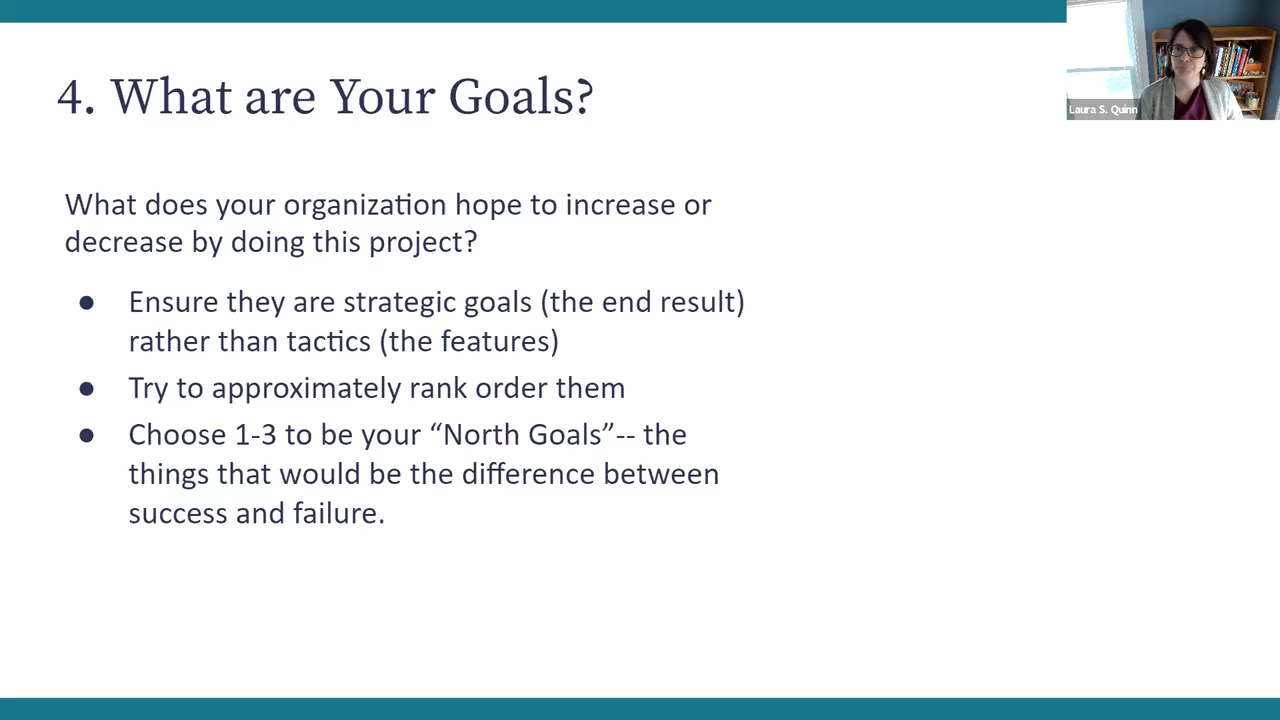 4. What are Your Goals?
Laura S. Quinn
What does your organization hope to increase or
decrease by doing this project?
● Ensure they are strategic goals (the end result)
rather than tactics (the features)
● Try to approximately rank order them
● Choose 1-3 to be your “North Goals”-- the
things that would be the difference between
success and failure.